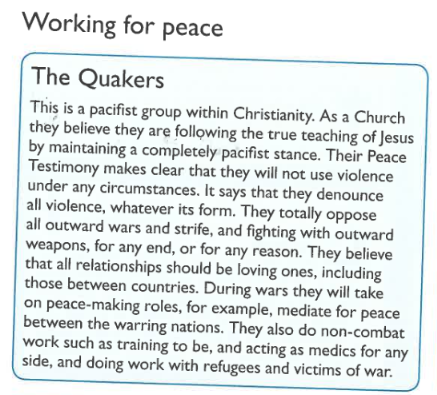 Working for peace
The Quakers
This is a pacifist group within Christianity. As a Church
they believe they are following the true teaching of Jesus
by maintaining a completely pacifist stance. Their Peace
Testimony makes clear that they will not use violence
under any circumstances. It says that they denounce
all violence, whatever its form. They totally oppose
all outward wars and strife, and fighting with outward
weapons, for any end, or for any reason. They believe
that all relationships should be loving ones, including
those between countries. During wars they will take
on peace-making roles, for example, mediate for peace
between the warring nations. They also do non-combat
work such as training to be, and acting as medics for any
side, and doing work with refugees and victims of war.